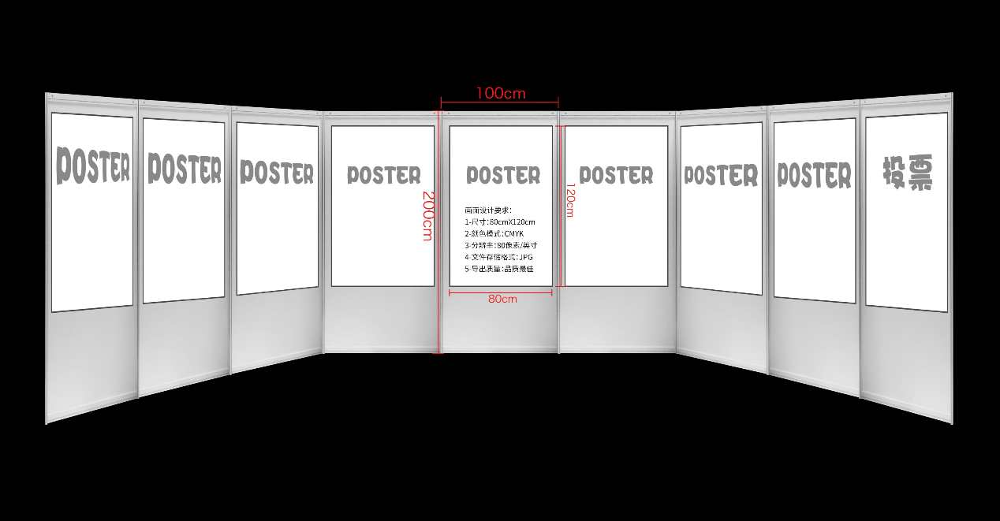 100cm
POSTER
POSTER
POSTER
POSTER
POSTER
POSTER
POSTER
POSTER
投票
200cm
120cm
画面设计要求：
1-尺寸：80cmX120cm
2-颜色模式：CMYK
3-分辨率：80像素/英寸
4-文件存储格式：JPG
5-导出质量：品质最佳
80cm